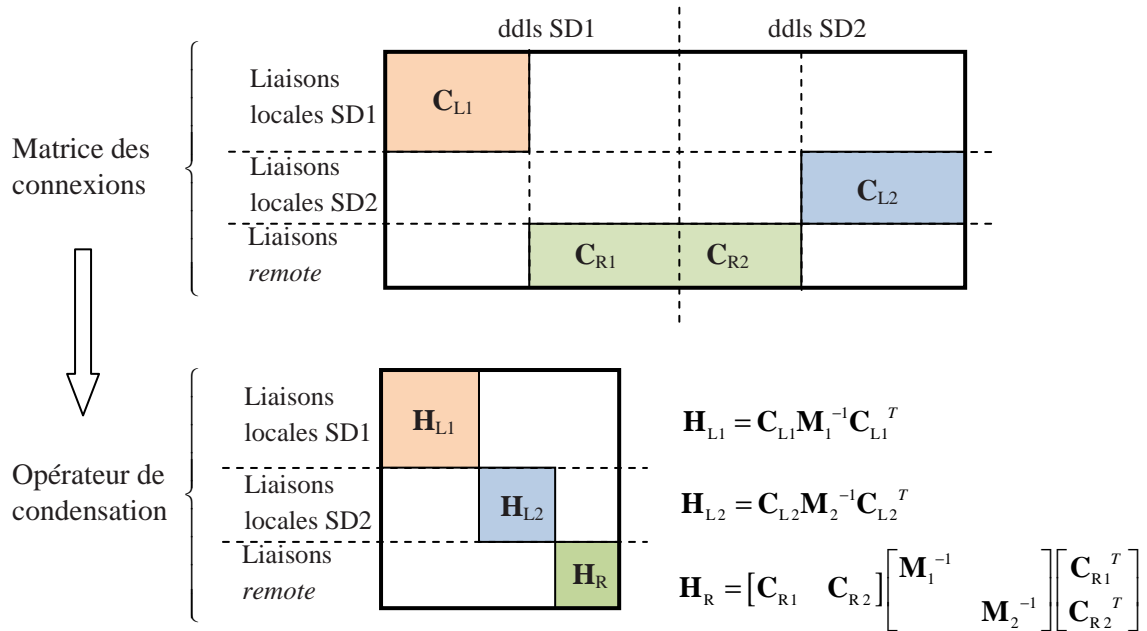 ddls SD1
ddls SD2
Matrice des
connexions
Liaisons
locales SD1
Liaisons
locales SD2
Liaisons
remote
C_L1
C_L2
C_R1
C_R2
Opérateur de
condensation
Liaisons
locales SD1
Liaisons
locales SD2
Liaisons
remote
H_L1
H_L2
H_R
H_L1 = C_L1 M_1^{-1} C_L1^T
H_L2 = C_L2 M_2^{-1} C_L2^T
H_R = [C_R1 C_R2] [M_1^{-1} M_2^{-1}] [C_R1^T C_R2^T]